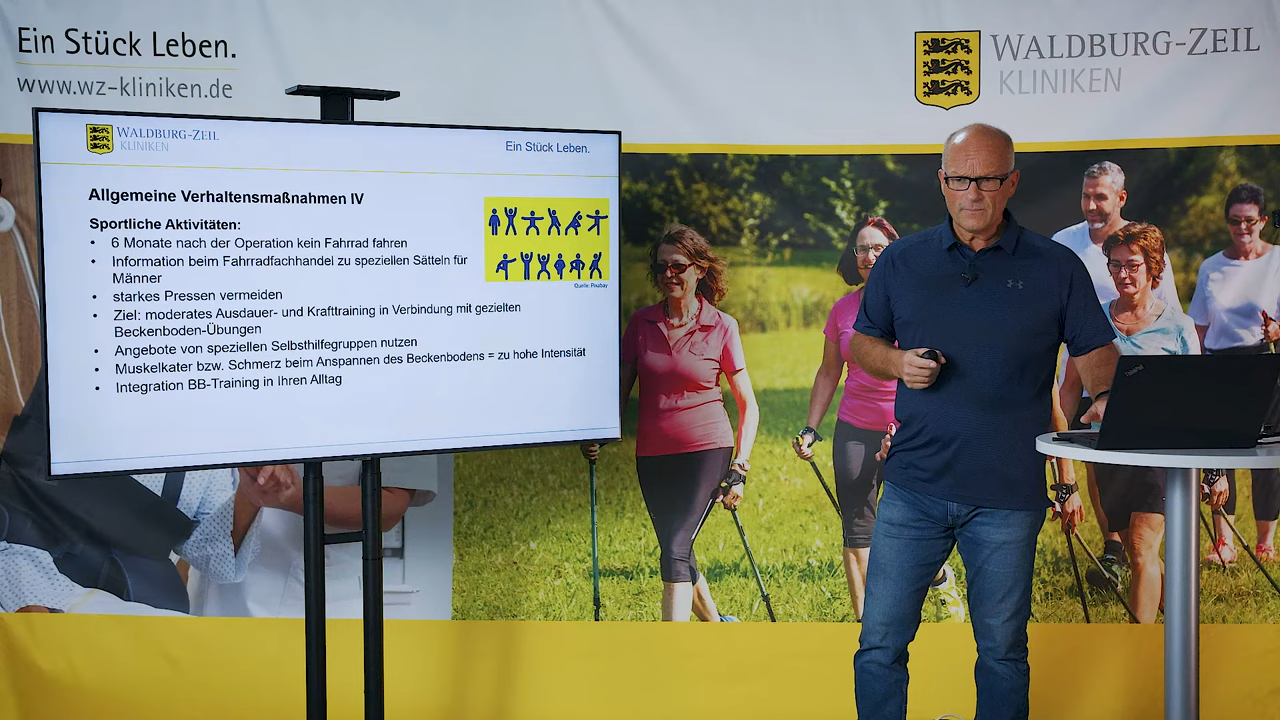 Ein Stück Leben.
www.wz-kliniken.de
WALDBURG-ZEIL
KLINIKEN
WALDBURG-ZEIL
KLINIKEN
Ein Stück Leben.
Allgemeine Verhaltensmaßnahmen IV
Sportliche Aktivitäten:
• 6 Monate nach der Operation kein Fahrrad fahren
• Information beim Fahrradfachhandel zu speziellen Sätteln für
Männer
• starkes Pressen vermeiden
• Ziel: moderates Ausdauer- und Krafttraining in Verbindung mit gezielten
Beckenboden-Übungen
• Angebote von speziellen Selbsthilfegruppen nutzen
• Muskelkater bzw. Schmerz beim Anspannen des Beckenbodens = zu hohe Intensität
• Integration BB-Training in Ihren Alltag
Quelle: Pixabay
ThinkPad